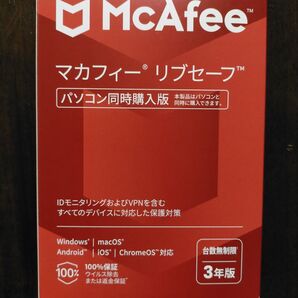 McAfee™
マカフィー® リブセーフ™
パソコン同時購入版 本製品はパソコンと
同時に購入できます。
IDモニタリングおよびVPNを含む
すべてのデバイスに対応した保護対策
Windows® | macOS®
Android™ | iOS® | ChromeOS™ 対応
台数無制限
3年版
100%
100%保証
ウイルス除去
または返金保証*